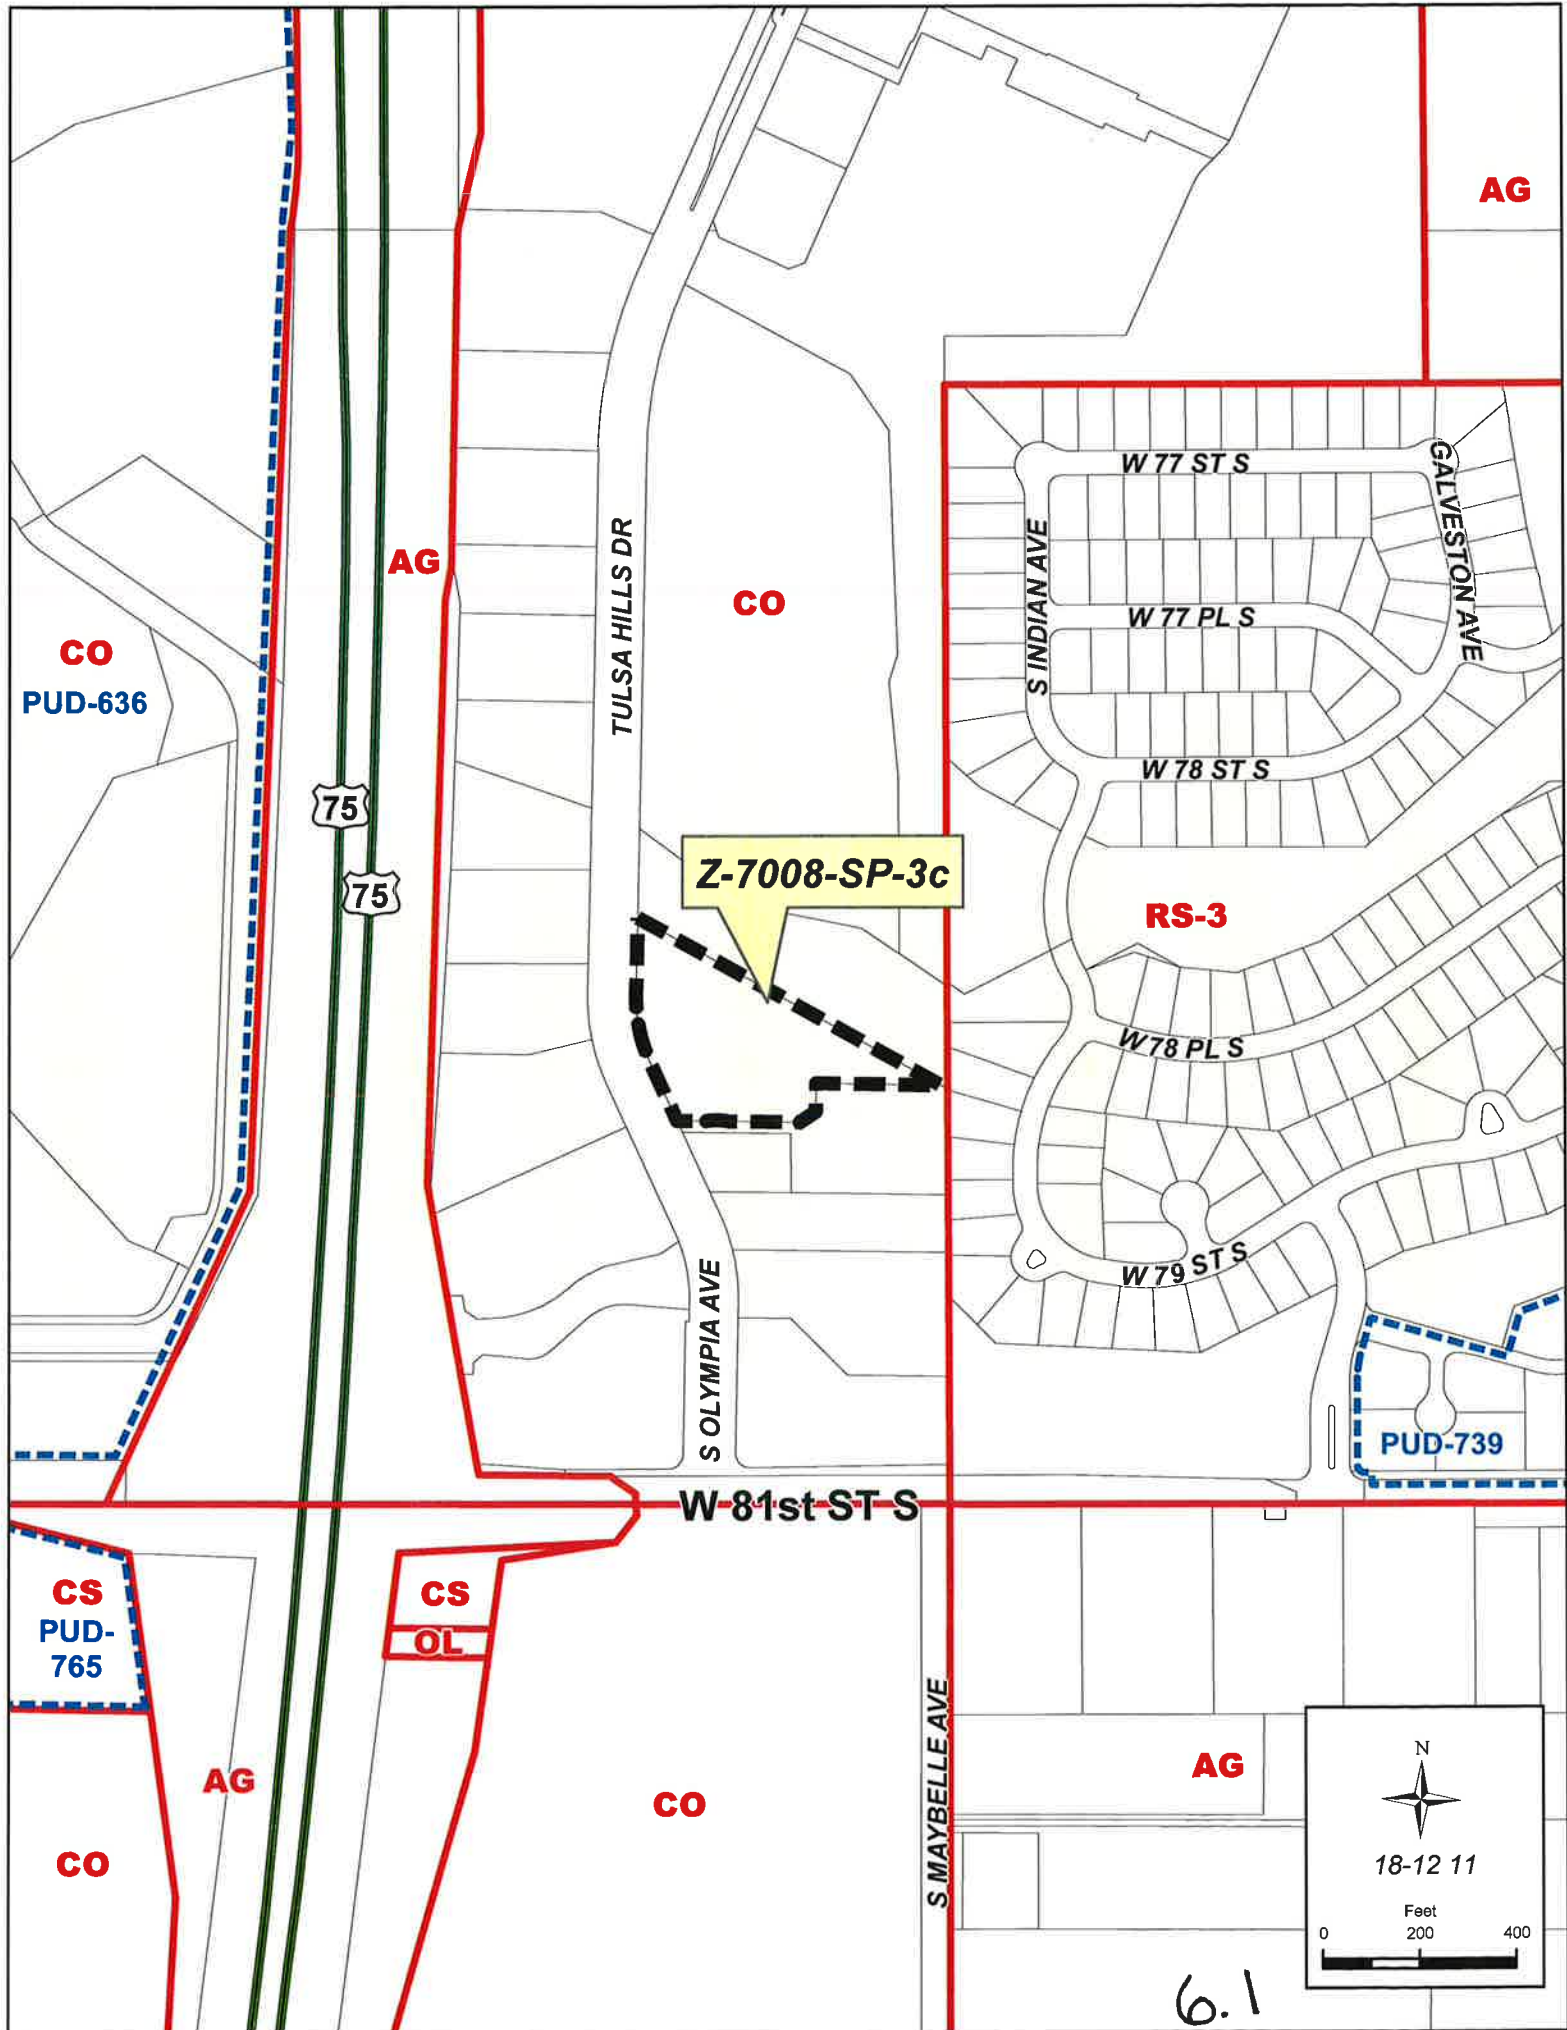 AG
W 77 ST S
GALVESTON AVE
TULSA HILLS DR
S INDIAN AVE
AG
CO
W 77 PL S
CO
PUD-636
W 78 ST S
75
75
Z-7008-SP-3c
RS-3
W 78 PL S
W 79 ST S
S OLYMPIA AVE
PUD-739
W 81st ST S
CS
PUD-
765
CS
OL
S MAYBELLE AVE
AG
AG
CO
CO
N
18-12 11
Feet
0 200 400
6.1